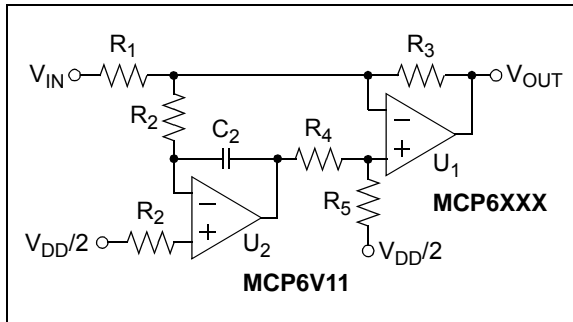 R1
R3
VIN
VOUT
R2
C2
R4
U1
R5
MCP6XXX
R2
U2
VDD/2
VDD/2
MCP6V11